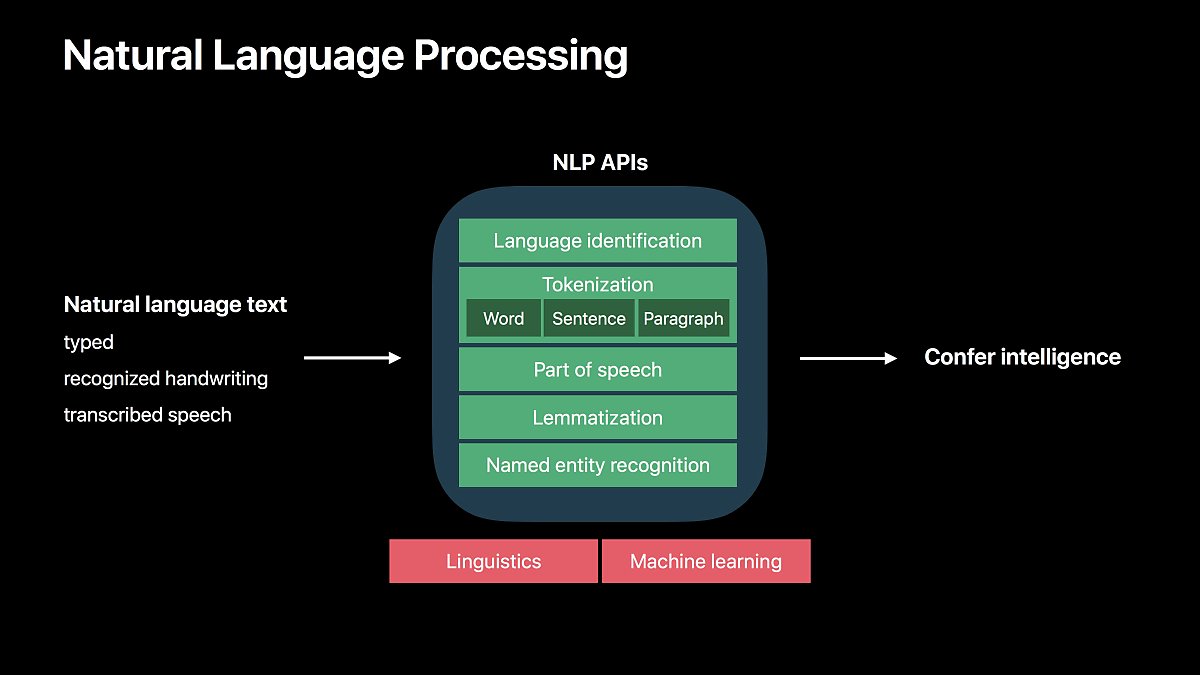 Natural Language Processing
NLP APIs
Natural language text
typed
recognized handwriting
transcribed speech
Language identification
Tokenization
Word Sentence Paragraph
Part of speech
Lemmatization
Named entity recognition
Confer intelligence
Linguistics
Machine learning